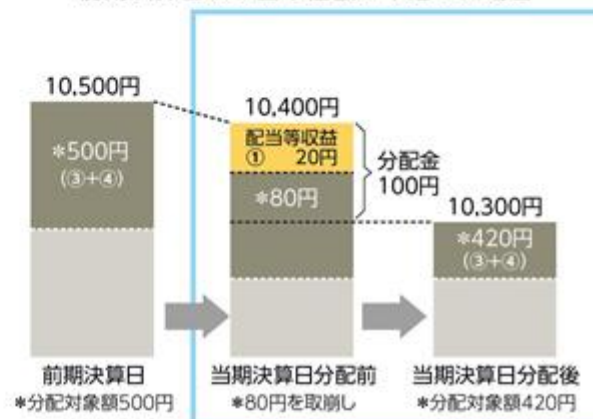 10,500円
10,400円
配当等収益
① 20円
分配金
100円
*500円
(③+④)
*80円
10,300円
*420円
(③+④)
前期決算日
当期決算日分配前
当期決算日分配後
*分配対象額500円
*80円を取崩し
*分配対象額420円